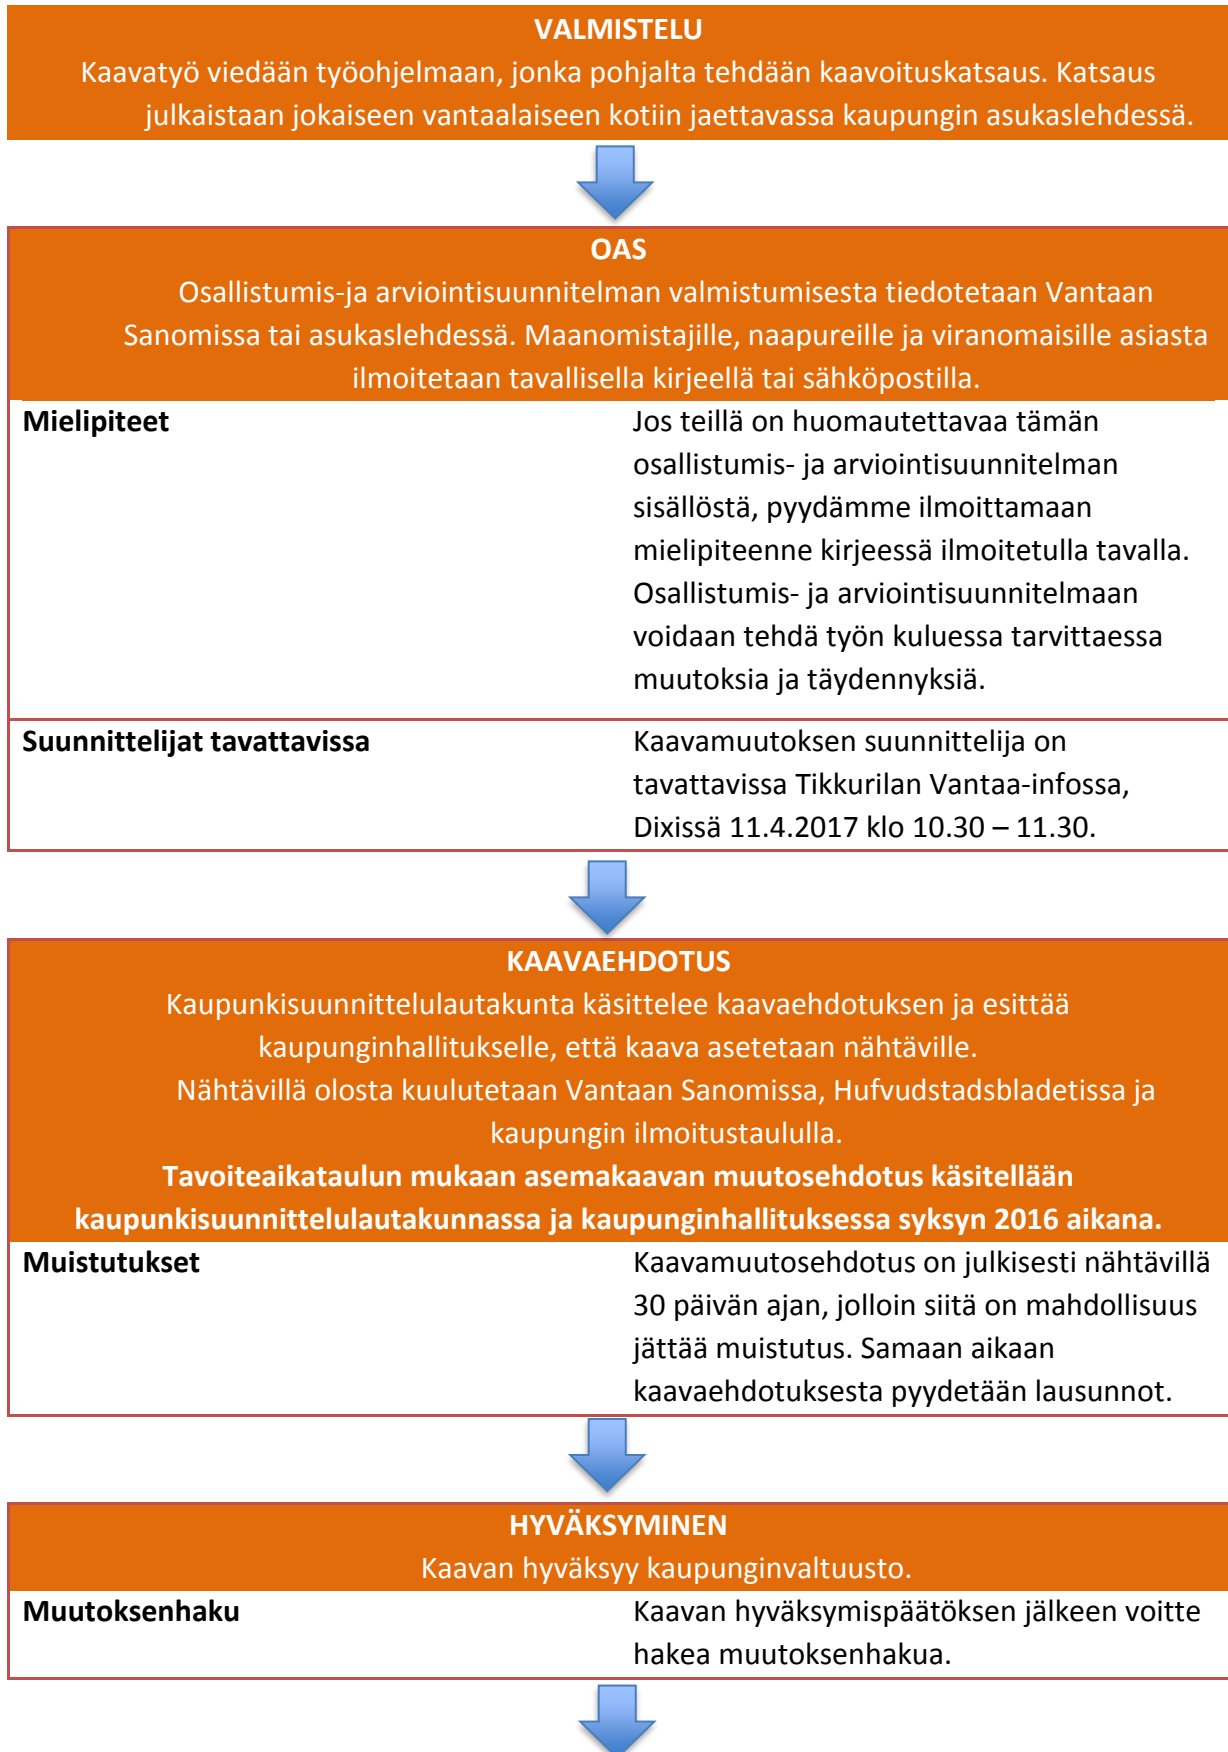 VALMISTELU
Kaavatyö viedään työohjelmaan, jonka pohjalta tehdään kaavoituskatsaus. Katsaus
julkaistaan jokaiseen vantaalaiseen kotiin jaettavassa kaupungin asukaslehdessä.
OAS
Osallistumis-ja arviointisuunnitelman valmistumisesta tiedotetaan Vantaan
Sanomissa tai asukaslehdessä. Maanomistajille, naapureille ja viranomaisille asiasta
ilmoitetaan tavallisella kirjeellä tai sähköpostilla.
Mielipiteet
Jos teillä on huomautettavaa tämän
osallistumis- ja arviointisuunnitelman
sisällöstä, pyydämme ilmoittamaan
mielipiteenne kirjeessä ilmoitetulla tavalla.
Osallistumis- ja arviointisuunnitelmaan
voidaan tehdä työn kuluessa tarvittaessa
muutoksia ja täydennyksiä.
Suunnittelijat tavattavissa
Kaavamuutoksen suunnittelija on
tavattavissa Tikkurilan Vantaa-infossa,
Dixissä 11.4.2017 klo 10.30 – 11.30.
KAAVAEHDOTUS
Kaupunkisuunnittelulautakunta käsittelee kaavaehdotuksen ja esittää
kaupunginhallitukselle, että kaava asetetaan nähtäville.
Nähtävillä olosta kuulutetaan Vantaan Sanomissa, Hufvudstadsbladetissa ja
kaupungin ilmoitustaululla.
Tavoiteaikataulun mukaan asemakaavan muutosehdotus käsitellään
kaupunkisuunnittelulautakunnassa ja kaupunginhallituksessa syksyn 2016 aikana.
Muistutukset
Kaavamuutosehdotus on julkisesti nähtävillä
30 päivän ajan, jolloin siitä on mahdollisuus
jättää muistutus. Samaan aikaan
kaavaehdotuksesta pyydetään lausunnot.
HYVÄKSYMINEN
Kaavan hyväksyy kaupunginvaltuusto.
Muutoksenhaku
Kaavan hyväksymispäätöksen jälkeen voitte
hakea muutoksenhakua.